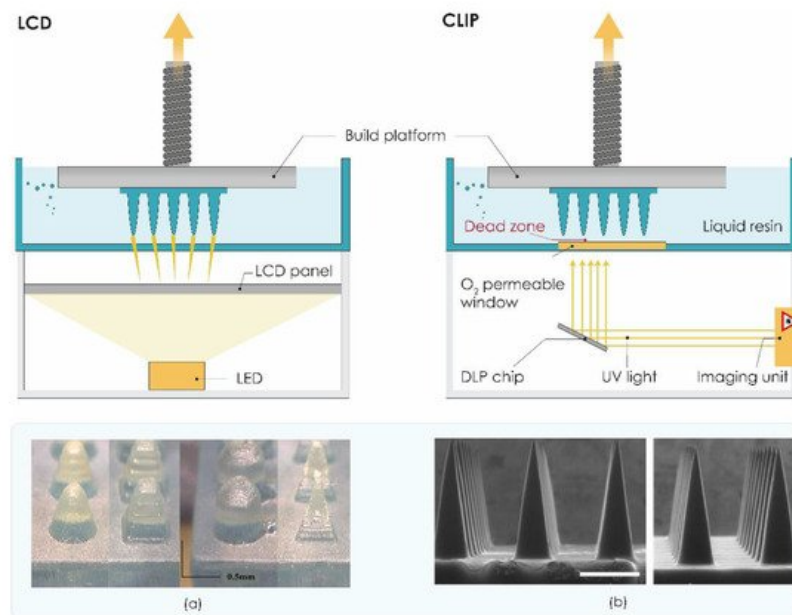 LCD
CLIP
Build platform
Dead zone
Liquid resin
LCD panel
O₂ permeable
window
LED
DLP chip
UV light
Imaging unit
0.5mm
(a)
(b)